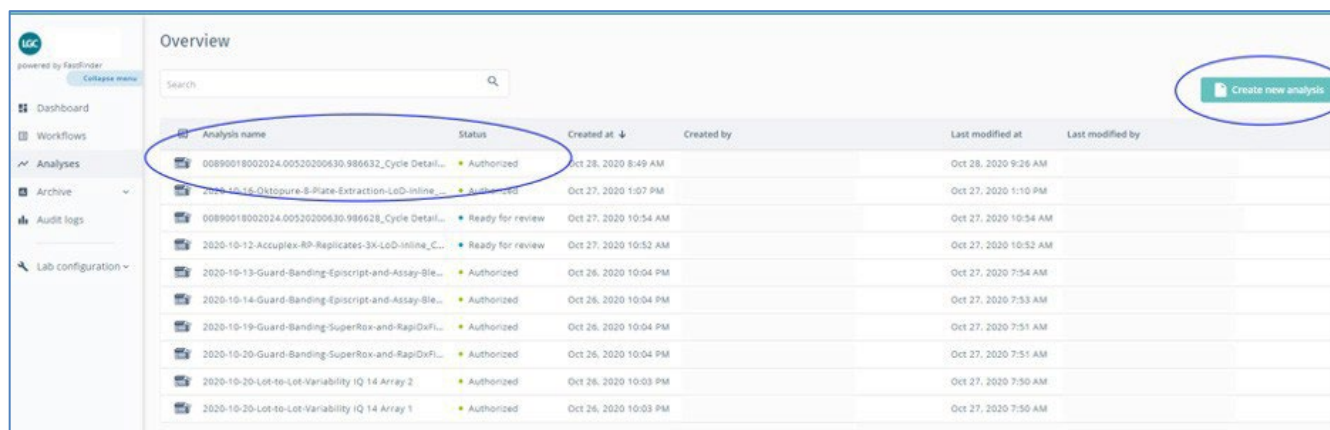 LGC
powered by FastFinder
Collapse menu
Dashboard
Workflows
Analyses
Archive
Audit logs
Lab configuration
Overview
Search
Create new analysis
Analysis name Status Created at ↓ Created by Last modified at Last modified by
00890018002024.00520200630.986632_Cycle Detail... Authorized Oct 28, 2020 8:49 AM Oct 28, 2020 9:26 AM
2020-10-16-Oktopure-8-Plate-Extraction-LoD-Inline_... Authorized Oct 27, 2020 1:07 PM Oct 27, 2020 1:10 PM
00890018002024.00520200630.986628_Cycle Detail... Ready for review Oct 27, 2020 10:54 AM Oct 27, 2020 10:54 AM
2020-10-12-Accuplex-RP-Replicates-3X-LoD-Inline_C... Ready for review Oct 27, 2020 10:52 AM Oct 27, 2020 10:52 AM
2020-10-13-Guard-Banding-Episcript-and-Assay-Ble... Authorized Oct 26, 2020 10:04 PM Oct 27, 2020 7:54 AM
2020-10-14-Guard-Banding-Episcript-and-Assay-Ble... Authorized Oct 26, 2020 10:04 PM Oct 27, 2020 7:53 AM
2020-10-19-Guard-Banding-SuperRox-and-RapiDxFi... Authorized Oct 26, 2020 10:04 PM Oct 27, 2020 7:51 AM
2020-10-20-Guard-Banding-SuperRox-and-RapiDxFi... Authorized Oct 26, 2020 10:04 PM Oct 27, 2020 7:51 AM
2020-10-20-Lot-to-Lot-Variability IQ 14 Array 2 Authorized Oct 26, 2020 10:03 PM Oct 27, 2020 7:50 AM
2020-10-20-Lot-to-Lot-Variability IQ 14 Array 1 Authorized Oct 26, 2020 10:03 PM Oct 27, 2020 7:50 AM